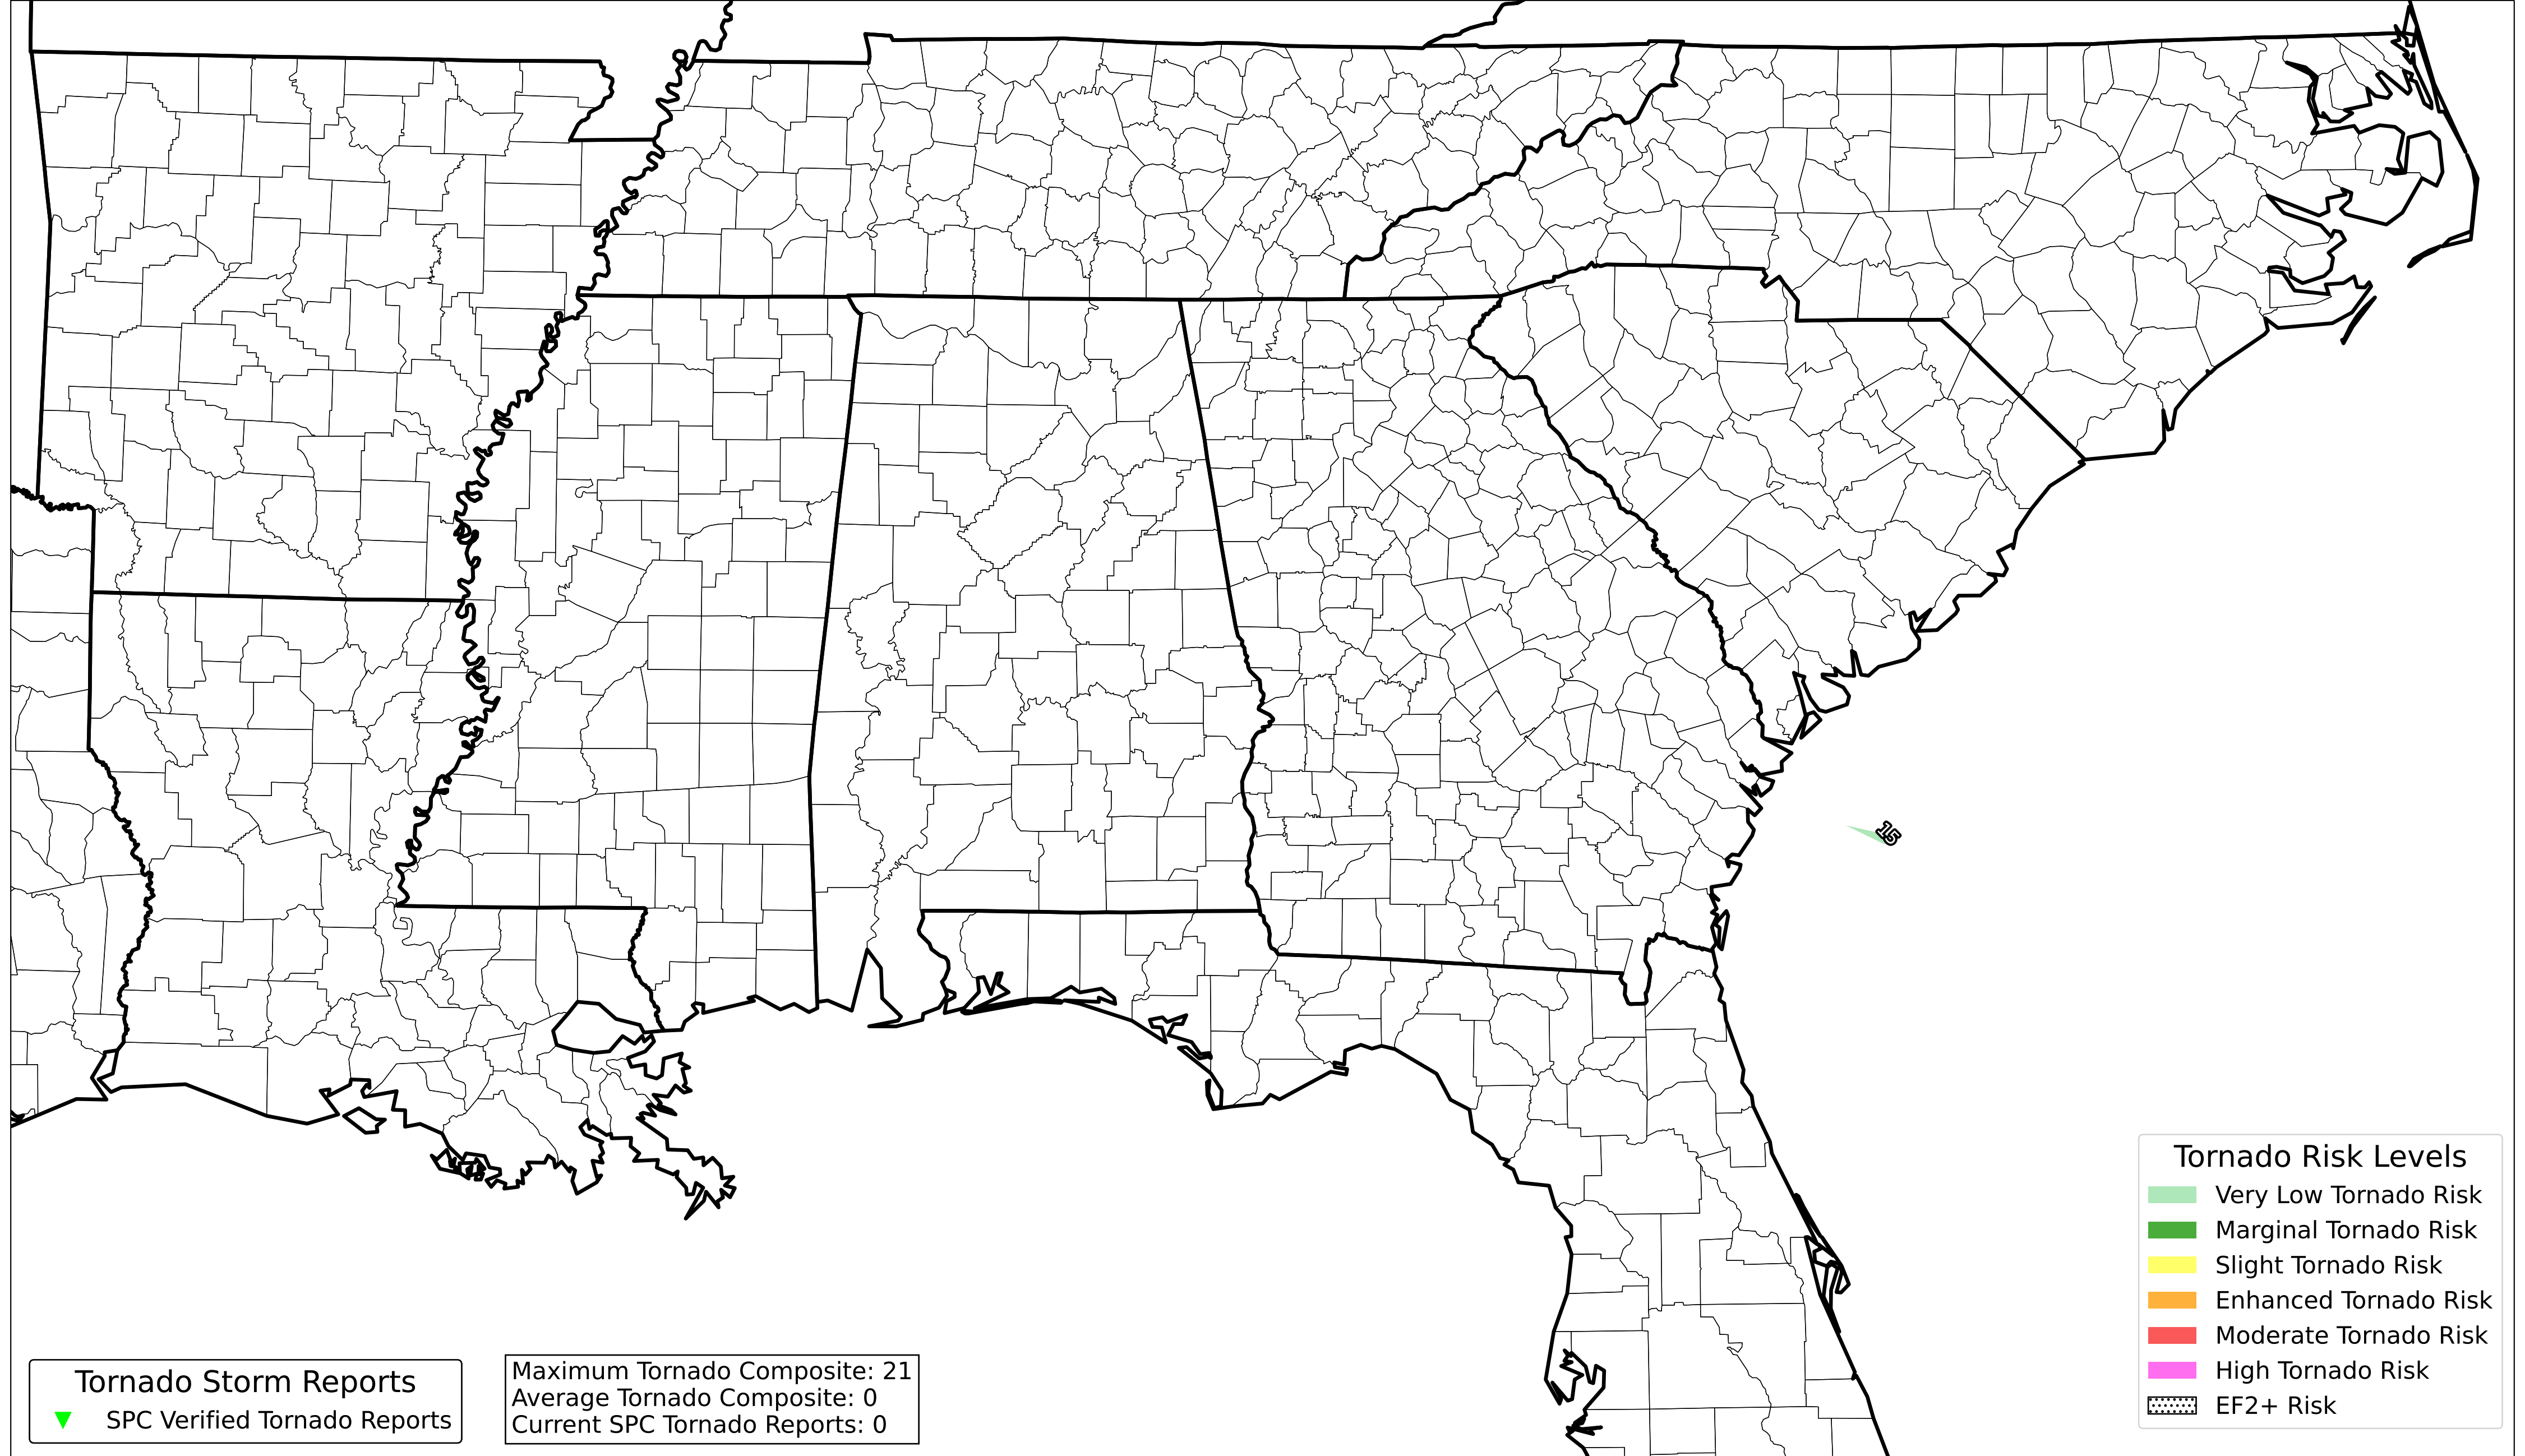 15
Tornado Risk Levels
Very Low Tornado Risk
Marginal Tornado Risk
Slight Tornado Risk
Enhanced Tornado Risk
Moderate Tornado Risk
High Tornado Risk
EF2+ Risk
Tornado Storm Reports
SPC Verified Tornado Reports
Maximum Tornado Composite: 21
Average Tornado Composite: 0
Current SPC Tornado Reports: 0